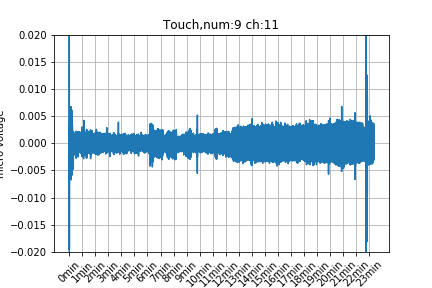 Touch,num:9 ch:11
0.020
0.015
0.010
0.005
0.000
−0.005
−0.010
−0.015
−0.020
micro voltage
0min
1min
2min
3min
4min
5min
6min
7min
8min
9min
10min
11min
12min
13min
14min
15min
16min
17min
18min
19min
20min
21min
22min
23min